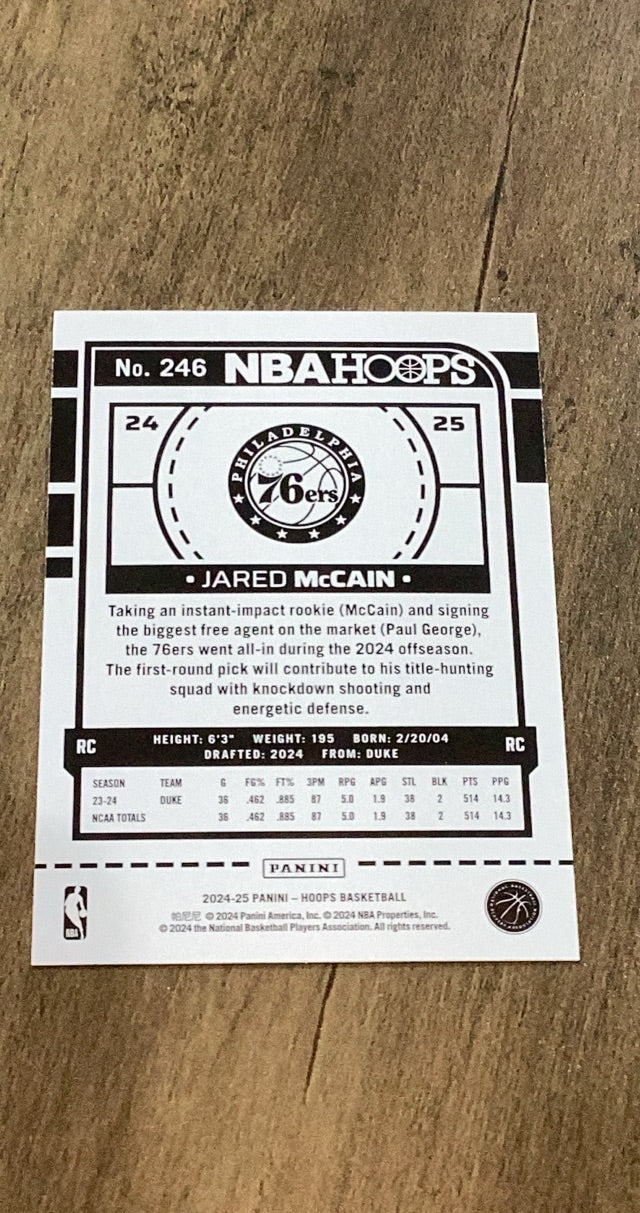 No. 246 NBA HOOPS
24 25
PHILADELPHIA
76ers
• JARED McCAIN •
Taking an instant-impact rookie (McCain) and signing
the biggest free agent on the market (Paul George),
the 76ers went all-in during the 2024 offseason.
The first-round pick will contribute to his title-hunting
squad with knockdown shooting and
energetic defense.
RC HEIGHT: 6'3" WEIGHT: 195 BORN: 2/20/04 RC
DRAFTED: 2024 FROM: DUKE
SEASON TEAM G FG% FT% 3PM RPG APG STL BLK PTS PPG
23-24 DUKE 36 .462 .885 87 5.0 1.9 38 2 514 14.3
NCAA TOTALS 36 .462 .885 87 5.0 1.9 38 2 514 14.3
PANINI
2024-25 PANINI – HOOPS BASKETBALL
帕尼尼 © 2024 Panini America, Inc. © 2024 NBA Properties, Inc.
© 2024 the National Basketball Players Association. All rights reserved.
NBA